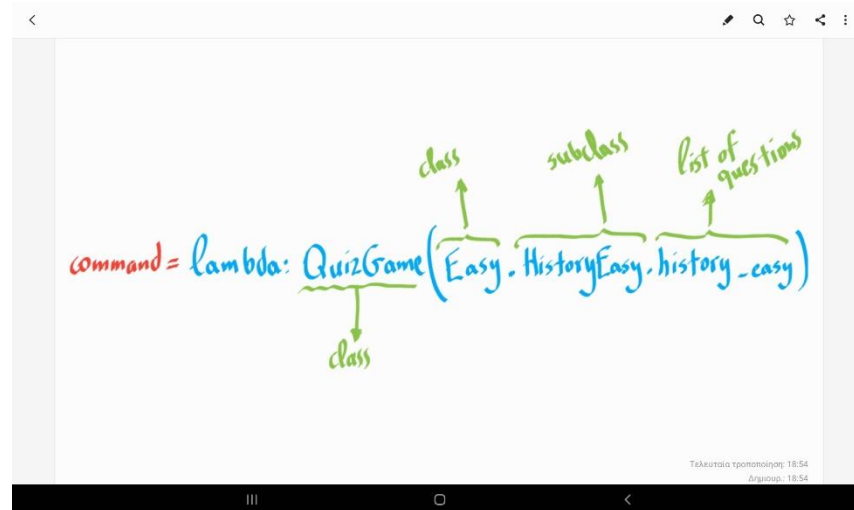 class
subclass
list of
questions
command = lambda: QuizGame(Easy.HistoryEasy.history_easy)
class
Τελευταία τροποποίηση: 18:54
Δημιουρ.: 18:54